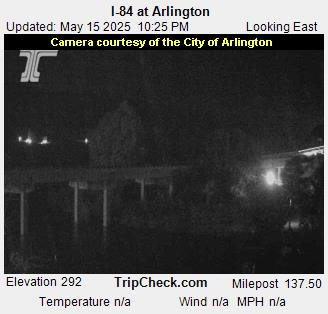 I-84 at Arlington
Updated: May 15 2025 10:25 PM Looking East
Camera courtesy of the City of Arlington
Elevation 292 TripCheck.com Milepost 137.50
Temperature n/a Wind n/a MPH n/a